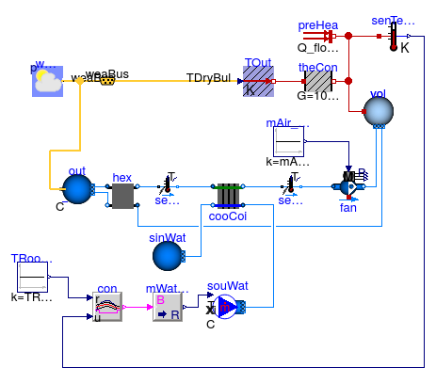 preHea
senTe...
Q_flo...
K
weaBus
TDryBul
TOut
K
theCon
G=10...
vol
mAir_...
k=mA...
out
C
hex
T
se...
cooCoi
T
se...
fan
sinWat
TRoo...
k=TR...
con
r
u
mWat...
B
R
souWat
T
X
C